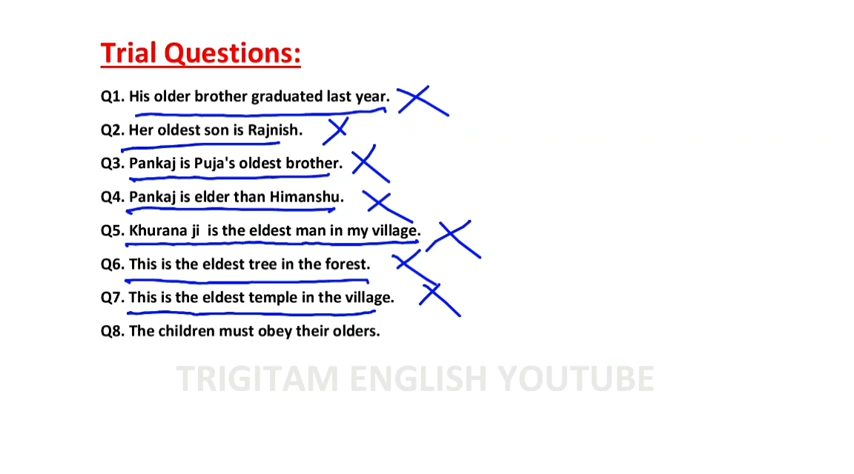 Trial Questions:
Q1. His older brother graduated last year.
Q2. Her oldest son is Rajnish.
Q3. Pankaj is Puja's oldest brother.
Q4. Pankaj is elder than Himanshu.
Q5. Khurana ji is the eldest man in my village.
Q6. This is the eldest tree in the forest.
Q7. This is the eldest temple in the village.
Q8. The children must obey their olders.
TRIGITAM ENGLISH YOUTUBE